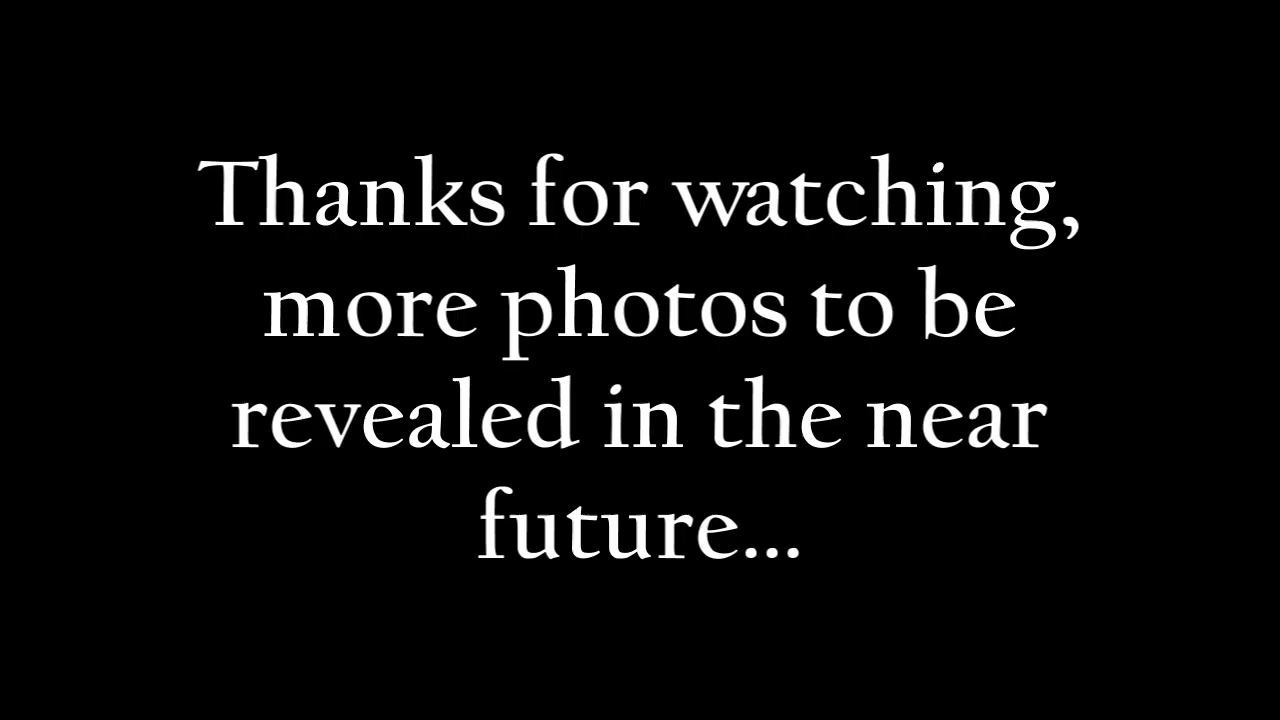 Thanks for watching,
more photos to be
revealed in the near
future...